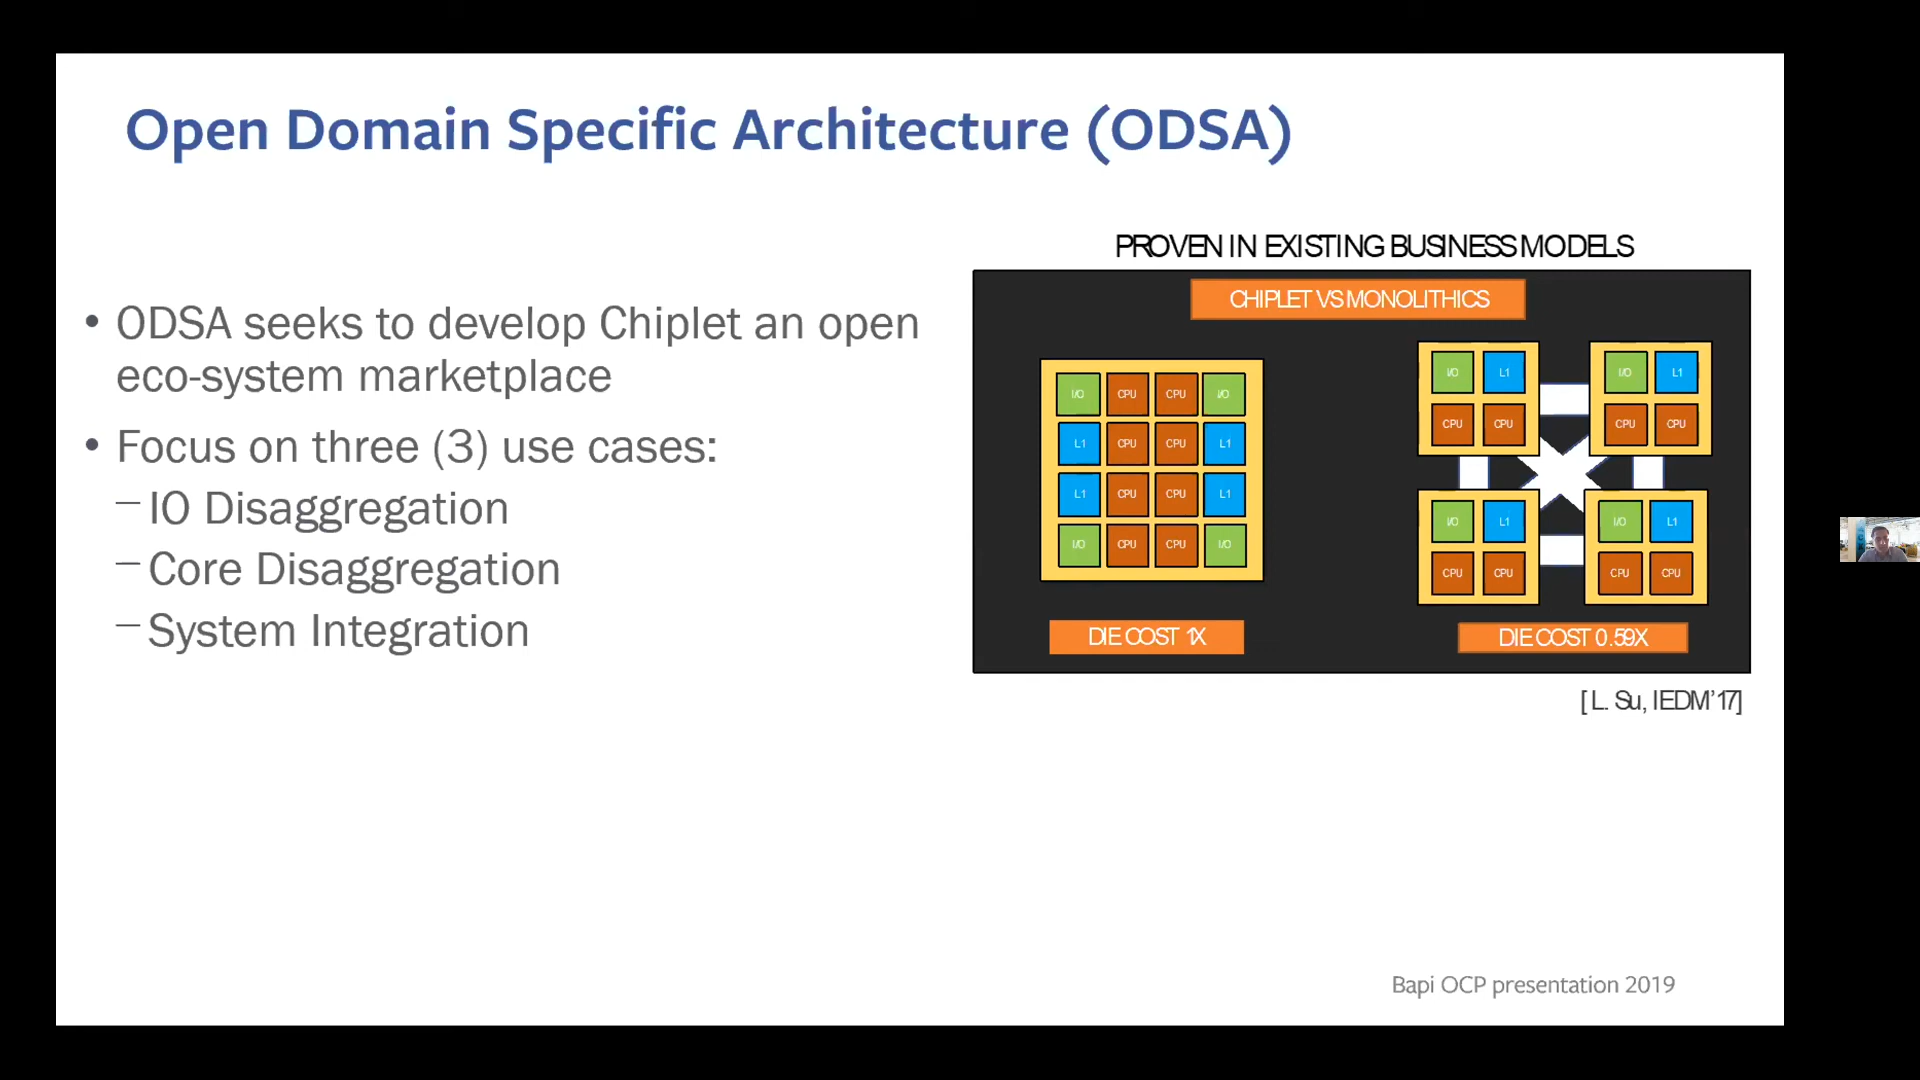 Open Domain Specific Architecture (ODSA)
• ODSA seeks to develop Chiplet an open
eco-system marketplace
• Focus on three (3) use cases:
– IO Disaggregation
– Core Disaggregation
– System Integration
PROVEN IN EXISTING BUSINESS MODELS
CHIPLET VS MONOLITHICS
I/O CPU CPU I/O
L1 CPU CPU L1
L1 CPU CPU L1
I/O CPU CPU I/O
DIE COST 1X
I/O L1 I/O L1
CPU CPU CPU CPU
I/O L1 I/O L1
CPU CPU CPU CPU
DIE COST 0.59X
[ L. Su, IEDM’17]
Bapi OCP presentation 2019